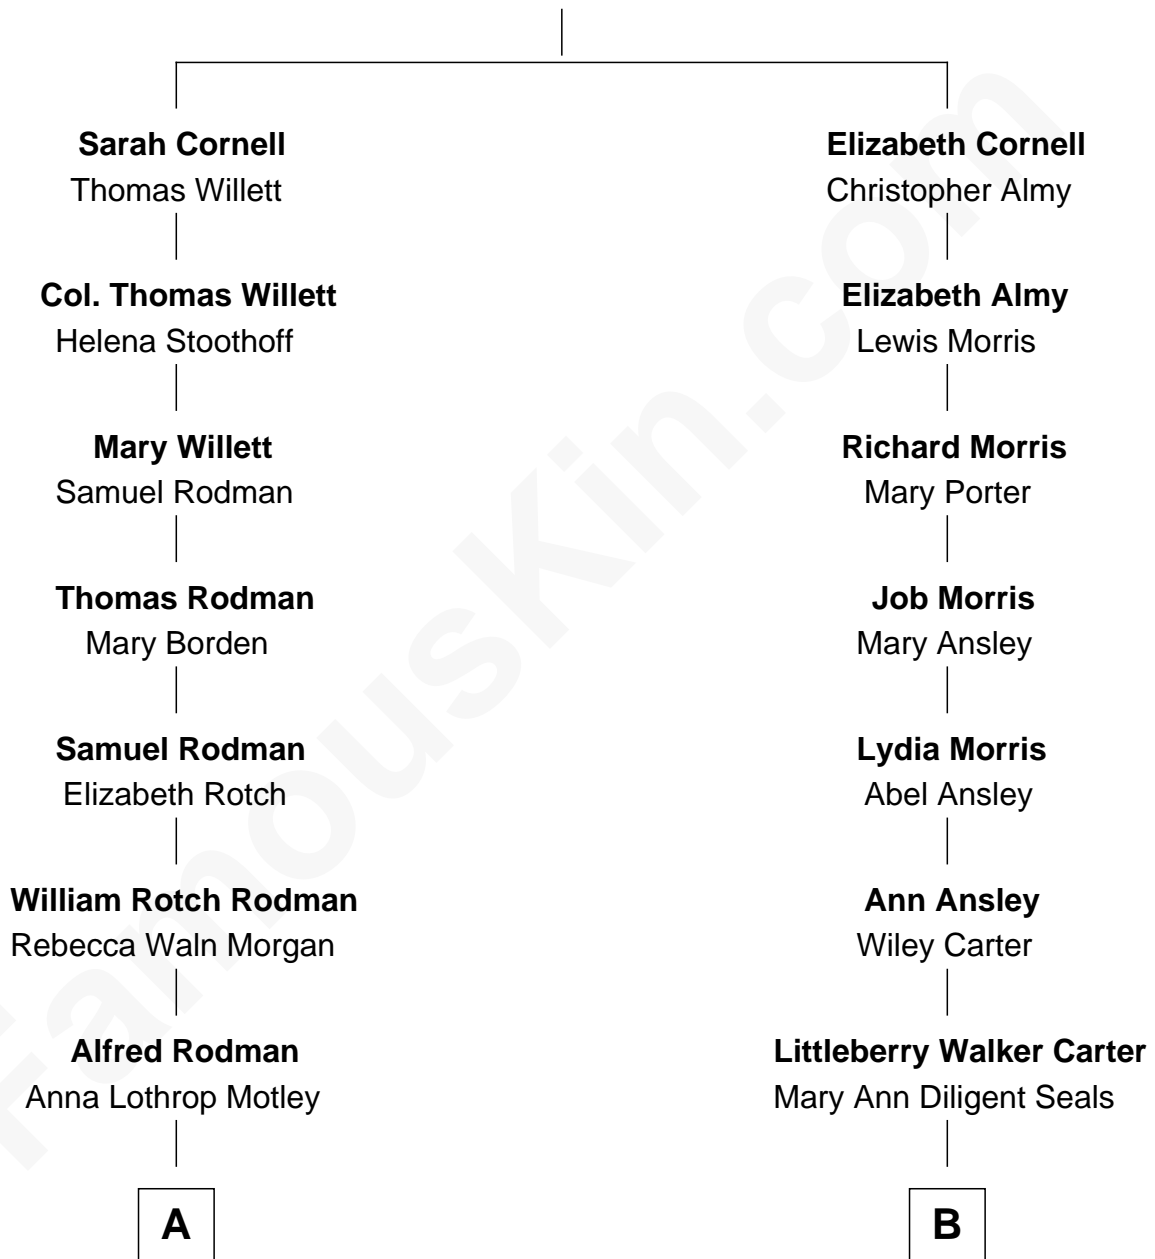 Sarah Cornell
Thomas Willett
Elizabeth Cornell
Christopher Almy
Col. Thomas Willett
Helena Stoothoff
Elizabeth Almy
Lewis Morris
Mary Willett
Samuel Rodman
Richard Morris
Mary Porter
Thomas Rodman
Mary Borden
Job Morris
Mary Ansley
Samuel Rodman
Elizabeth Rotch
Lydia Morris
Abel Ansley
William Rotch Rodman
Rebecca Waln Morgan
Ann Ansley
Wiley Carter
Alfred Rodman
Anna Lothrop Motley
Littleberry Walker Carter
Mary Ann Diligent Seals
A
B
FamousKin.com